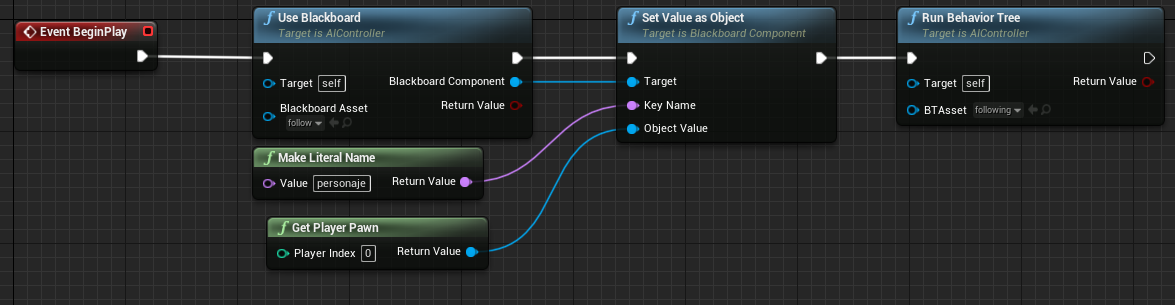 Event BeginPlay
f Use Blackboard
Target is AIController
Target self
Blackboard Component
Blackboard Asset
follow
Return Value
f Make Literal Name
Value personaje
Return Value
f Get Player Pawn
Player Index 0
Return Value
f Set Value as Object
Target is Blackboard Component
Target
Key Name
Object Value
f Run Behavior Tree
Target is AIController
Target self
Return Value
BTAsset following